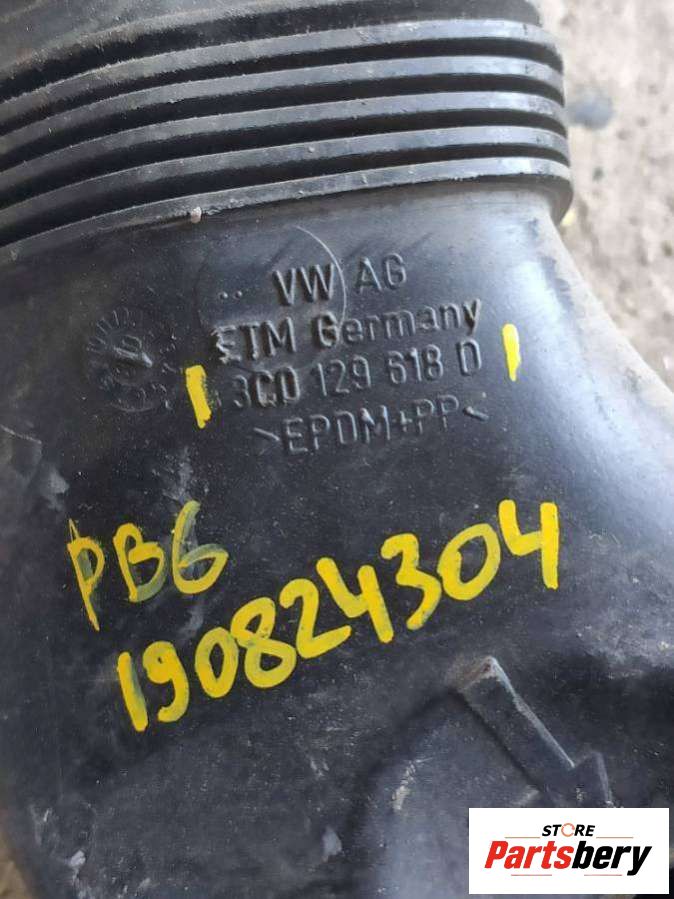 VW AG
ETM Germany
3C0 129 618 D
>EPDM+PP<
PB6
190824304
STORE
Partsbery